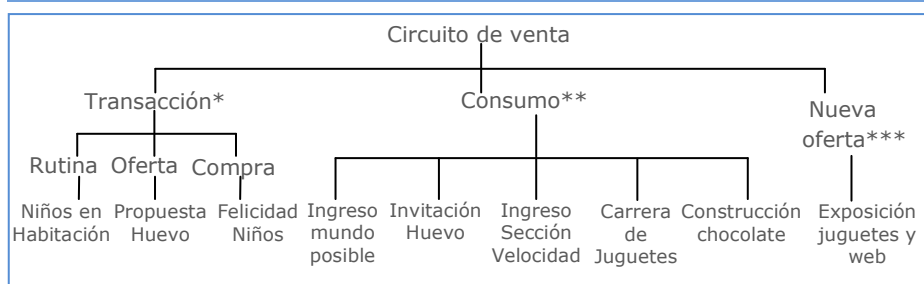 Circuito de venta
Transacción*
Consumo**
Nueva
oferta***
Rutina
Oferta
Compra
Niños en
Habitación
Propuesta
Huevo
Felicidad
Niños
Ingreso
mundo
posible
Invitación
Huevo
Ingreso
Sección
Velocidad
Carrera
de
Juguetes
Construcción
chocolate
Exposición
juguetes y
web